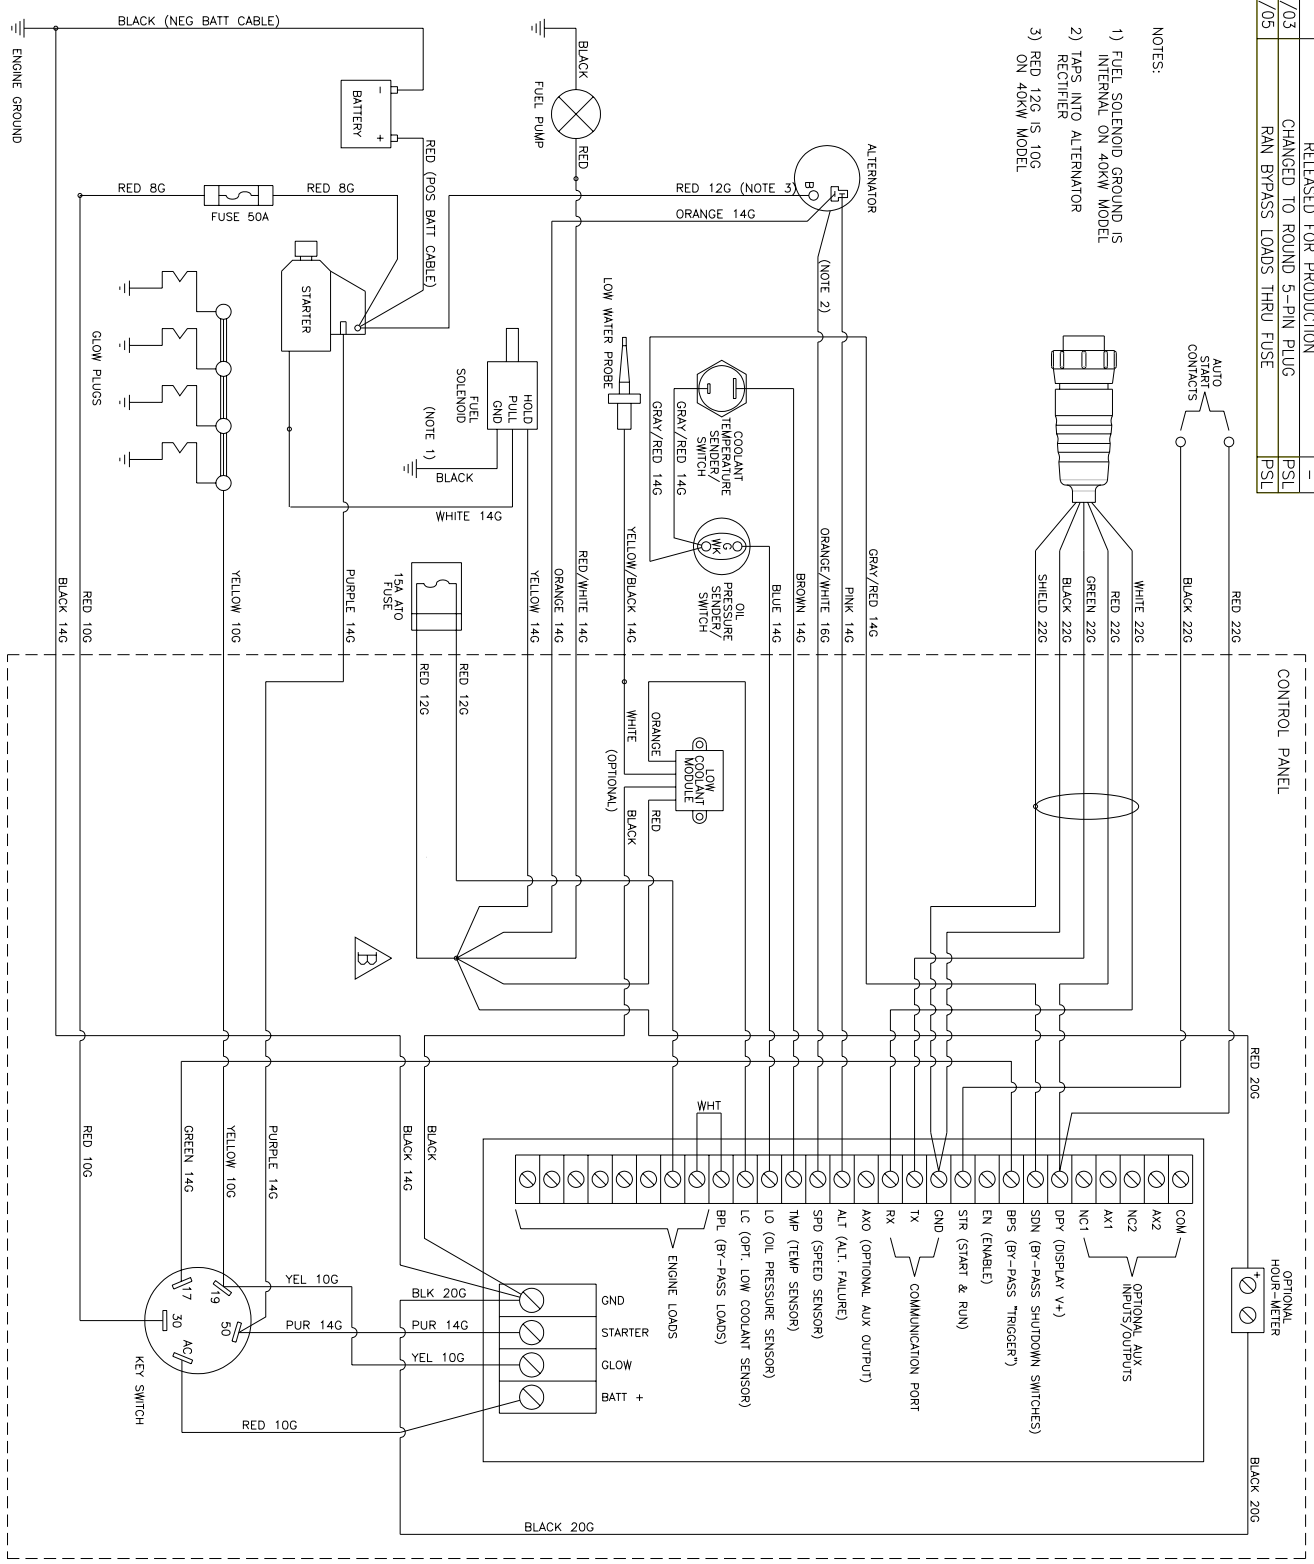 RELEASED FOR PRODUCTION
-
/03
CHANGED TO ROUND 5-PIN PLUG
PSL
/05
RAN BYPASS LOADS THRU FUSE
PSL
NOTES:
1) FUEL SOLENOID GROUND IS
INTERNAL ON 40KW MODEL
2) TAPS INTO ALTERNATOR
RECTIFIER
3) RED 12G IS 10G
ON 40KW MODEL
BLACK (NEG BATT CABLE)
ENGINE GROUND
BATTERY
-
+
RED (POS BATT CABLE)
RED 8G
RED 8G
FUSE 50A
BLACK
FUEL PUMP
RED
ALTERNATOR
B
RED 12G (NOTE 3)
ORANGE 14G
(NOTE 2)
STARTER
GLOW PLUGS
HOLD
PULL
GND
FUEL
SOLENOID
(NOTE 1)
BLACK
WHITE 14G
LOW WATER PROBE
COOLANT
TEMPERATURE
SENDER/
SWITCH
GRAY/RED 14G
GRAY/RED 14G
G
WK
OIL
PRESSURE
SENDER/
SWITCH
AUTO
START
CONTACTS
15A ATO
FUSE
BLACK 14G
RED 10G
YELLOW 10G
PURPLE 14G
YELLOW 14G
ORANGE 14G
RED/WHITE 14G
YELLOW/BLACK 14G
BLUE 14G
BROWN 14G
ORANGE/WHITE 16G
PINK 14G
GRAY/RED 14G
SHIELD 22G
BLACK 22G
GREEN 22G
RED 22G
WHITE 22G
BLACK 22G
RED 22G
CONTROL PANEL
RED 12G
RED 12G
WHITE
ORANGE
(OPTIONAL)
BLACK
RED
LOW
COOLANT
MODULE
B
RED 20G
WHT
RED 10G
GREEN 14G
YELLOW 10G
PURPLE 14G
BLACK 14G
BLACK
ENGINE LOADS
BPL (BY-PASS LOADS)
LC (OPT. LOW COOLANT SENSOR)
LO (OIL PRESSURE SENSOR)
TMP (TEMP SENSOR)
SPD (SPEED SENSOR)
ALT (ALT. FAILURE)
AXO (OPTIONAL AUX OUTPUT)
RX
TX
GND
COMMUNICATION PORT
STR (START & RUN)
EN (ENABLE)
BPS (BY-PASS "TRIGGER")
SDN (BY-PASS SHUTDOWN SWITCHES)
DPY (DISPLAY V+)
NC1
AX1
NC2
AX2
COM
OPTIONAL AUX
INPUTS/OUTPUTS
OPTIONAL
HOUR-METER
+
-
GND
STARTER
GLOW
BATT +
YEL 10G
BLK 20G
PUR 14G
PUR 14G
YEL 10G
RED 10G
17
19
30
50
AC
KEY SWITCH
BLACK 20G
BLACK 20G